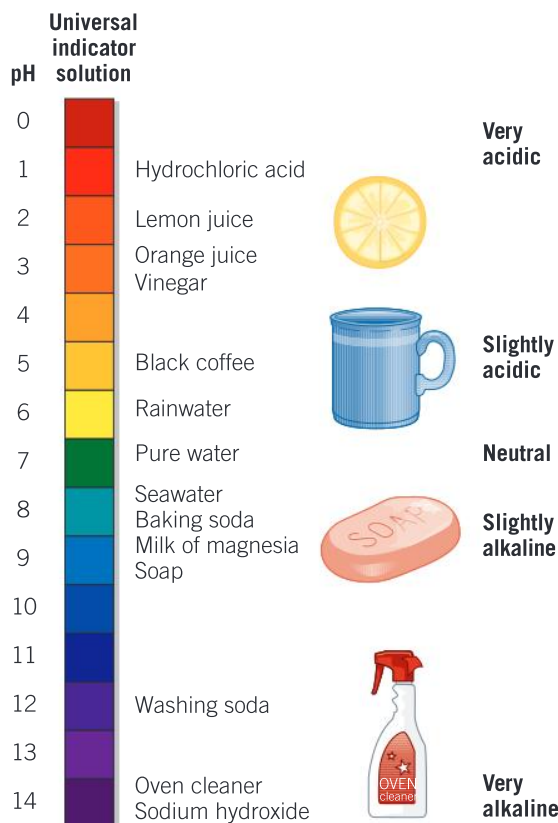 Universal
indicator
pH solution
0
Very
acidic
1 Hydrochloric acid
2 Lemon juice
3 Orange juice
Vinegar
4
Slightly
acidic
5 Black coffee
6 Rainwater
7 Pure water Neutral
8 Seawater
Baking soda
Slightly
alkaline
9 Milk of magnesia
Soap
SOAP
10
11
12 Washing soda
13
14 Oven cleaner
Sodium hydroxide
OVEN
cleaner
Very
alkaline